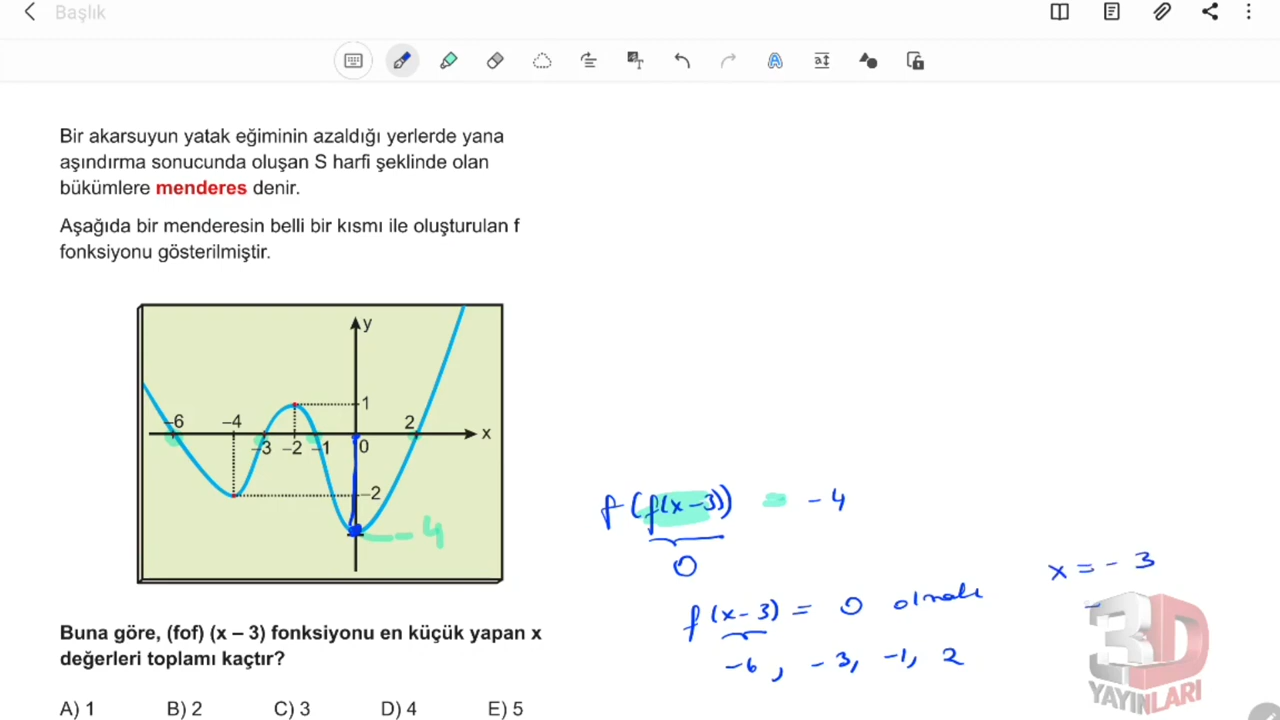 Başlık
Bir akarsuyun yatak eğiminin azaldığı yerlerde yana
aşındırma sonucunda oluşan S harfi şeklinde olan
bükümlere menderes denir.
Aşağıda bir menderesin belli bir kısmı ile oluşturulan f
fonksiyonu gösterilmiştir.
y
1
–6 –4 2
–3 –2 –1 0 x
–2
-4
f(f(x-3)) = -4
0
x = -3
f(x-3) = 0 olmalı
-6, -3, -1, 2
Buna göre, (fof) (x – 3) fonksiyonu en küçük yapan x
değerleri toplamı kaçtır?
A) 1 B) 2 C) 3 D) 4 E) 5
3D
YAYINLARI